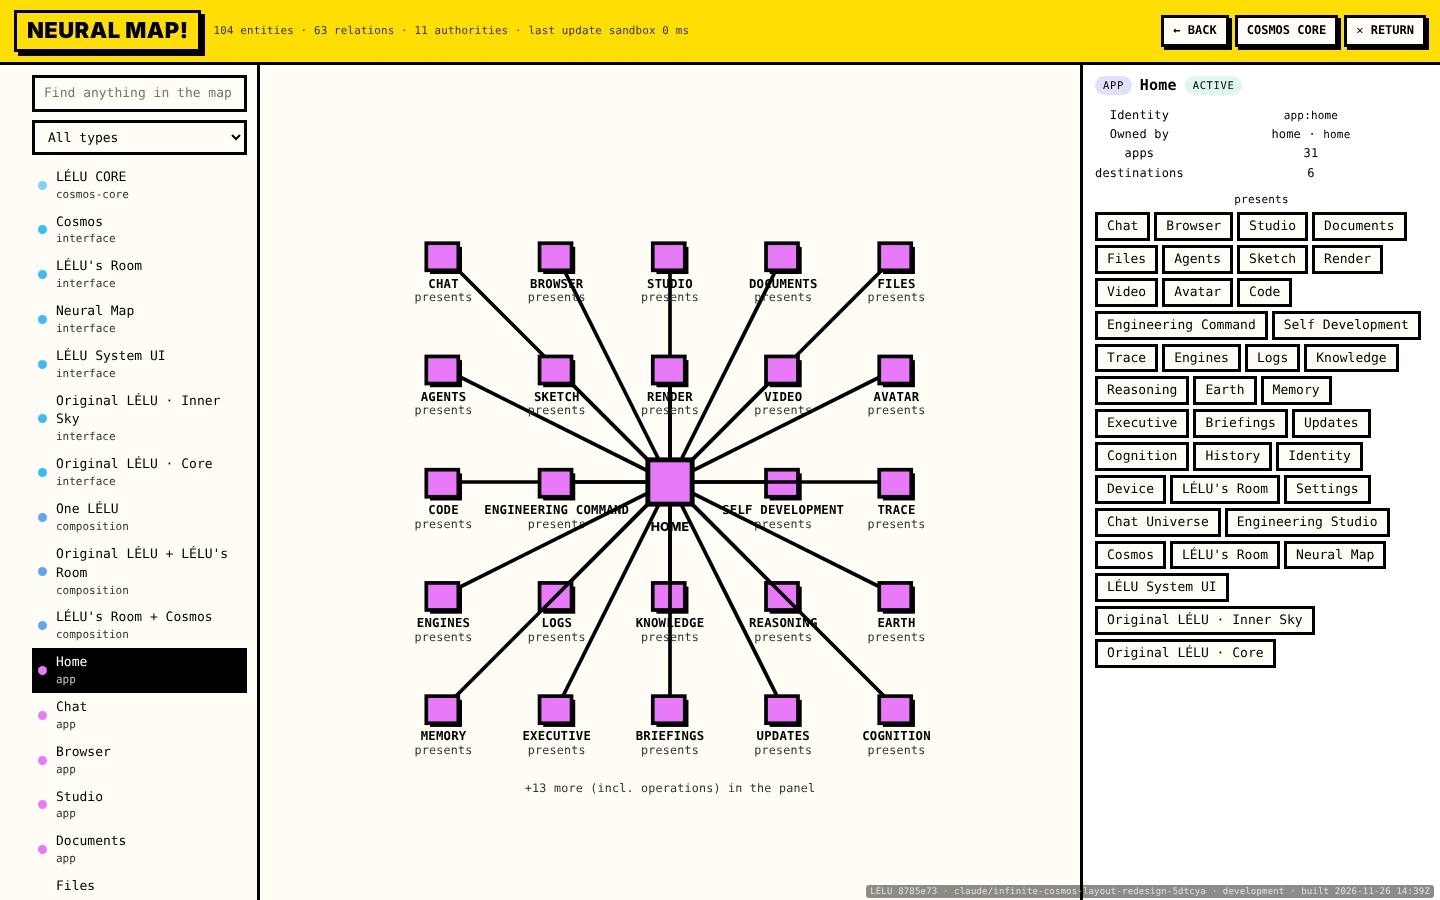 NEURAL MAP!
104 entities · 63 relations · 11 authorities · last update sandbox 0 ms
← BACK
COSMOS CORE
✕ RETURN
Find anything in the map
All types
LÉLU CORE
cosmos-core
Cosmos
interface
LÉLU's Room
interface
Neural Map
interface
LÉLU System UI
interface
Original LÉLU · Inner
Sky
interface
Original LÉLU · Core
interface
One LÉLU
composition
Original LÉLU + LÉLU's
Room
composition
LÉLU's Room + Cosmos
composition
Home
app
Chat
app
Browser
app
Studio
app
Documents
app
Files
CHAT BROWSER STUDIO DOCUMENTS FILES
presents presents presents presents presents
AGENTS SKETCH RENDER VIDEO AVATAR
presents presents presents presents presents
CODE ENGINEERING COMMAND SELF DEVELOPMENT TRACE
presents presents presents presents
HOME
ENGINES LOGS KNOWLEDGE REASONING EARTH
presents presents presents presents presents
MEMORY EXECUTIVE BRIEFINGS UPDATES COGNITION
presents presents presents presents presents
+13 more (incl. operations) in the panel
APP Home ACTIVE
Identity app:home
Owned by home · home
apps 31
destinations 6
presents
Chat Browser Studio Documents
Files Agents Sketch Render
Video Avatar Code
Engineering Command Self Development
Trace Engines Logs Knowledge
Reasoning Earth Memory
Executive Briefings Updates
Cognition History Identity
Device LÉLU's Room Settings
Chat Universe Engineering Studio
Cosmos LÉLU's Room Neural Map
LÉLU System UI
Original LÉLU · Inner Sky
Original LÉLU · Core
LÉLU 8785e73 · claude/infinite-cosmos-layout-redesign-5dtcya · development · built 2026-11-26 14:39Z